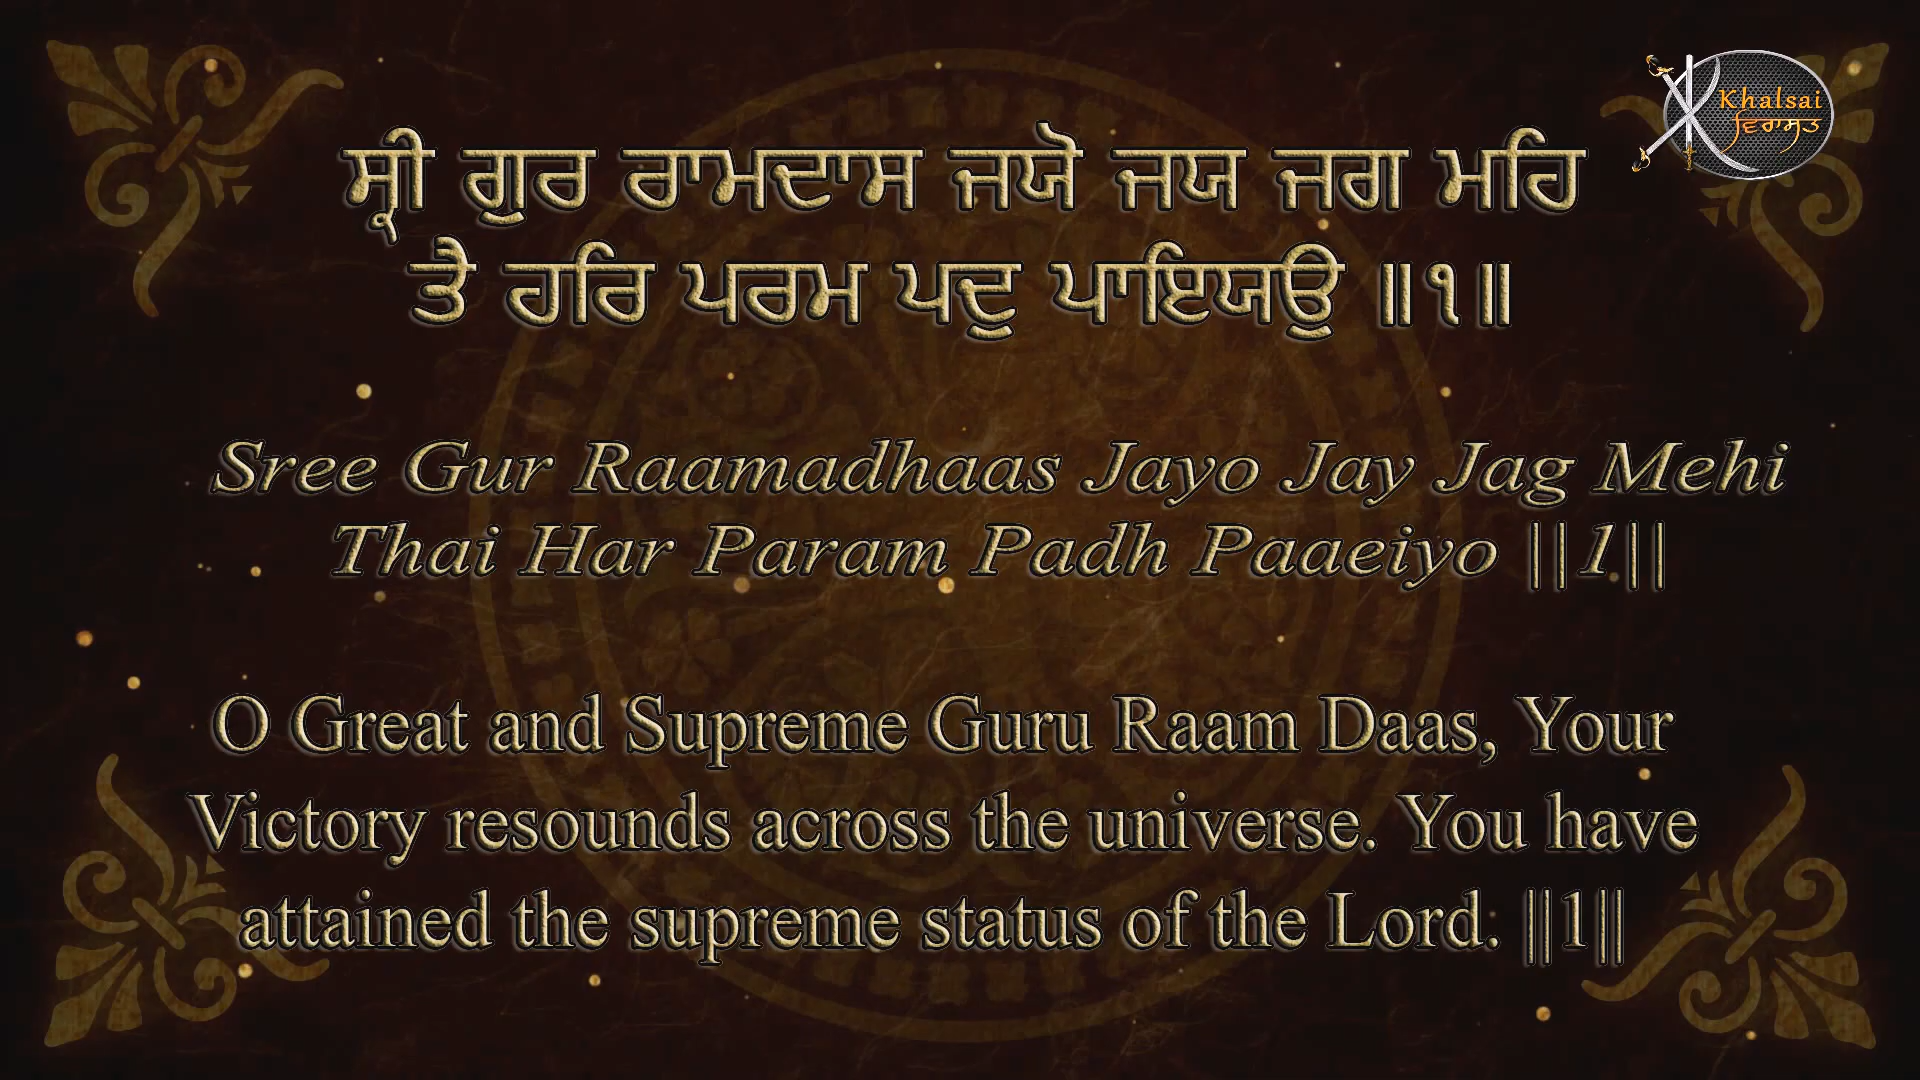 Khalsai
ਵਿਰਾਸਤ
ਸ੍ਰੀ ਗੁਰ ਰਾਮਦਾਸ ਜਯੋ ਜਯ ਜਗ ਮਹਿ
ਤੈ ਹਰਿ ਪਰਮ ਪਦੁ ਪਾਇਯਉ ॥੧॥
Sree Gur Raamadhaas Jayo Jay Jag Mehi
Thai Har Param Padh Paaeiyo ||1||
O Great and Supreme Guru Raam Daas, Your
Victory resounds across the universe. You have
attained the supreme status of the Lord. ||1||